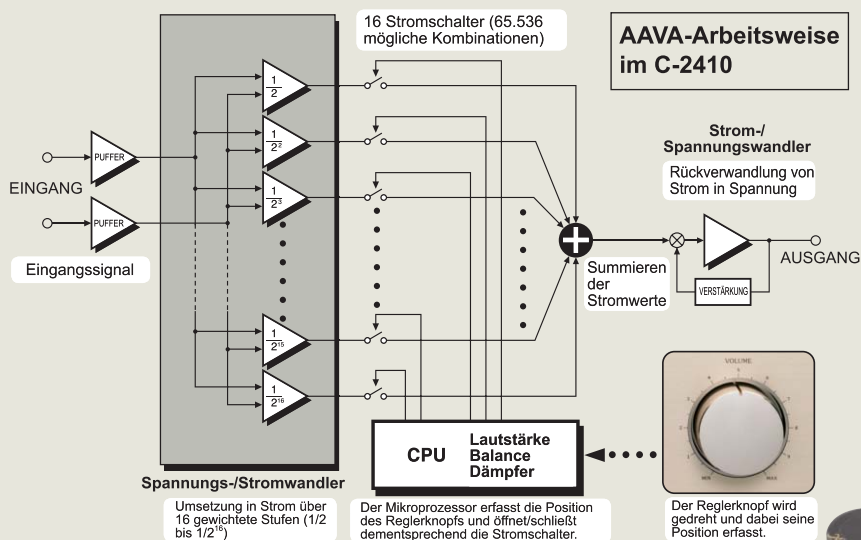 AAVA-Arbeitsweise
im C-2410
16 Stromschalter (65.536
mögliche Kombinationen)
1/2
1/2²
1/2³
1/2¹⁵
1/2¹⁶
PUFFER
PUFFER
EINGANG
Eingangssignal
Spannungs-/Stromwandler
Umsetzung in Strom über
16 gewichtete Stufen (1/2
bis 1/2¹⁶)
Strom-/
Spannungswandler
Rückverwandlung von
Strom in Spannung
AUSGANG
VERSTÄRKUNG
Summieren
der
Stromwerte
CPU
Lautstärke
Balance
Dämpfer
Der Mikroprozessor erfasst die Position
des Reglerknopfs und öffnet/schließt
dementsprechend die Stromschalter.
VOLUME
MIN
MAX
Der Reglerknopf wird
gedreht und dabei seine
Position erfasst.